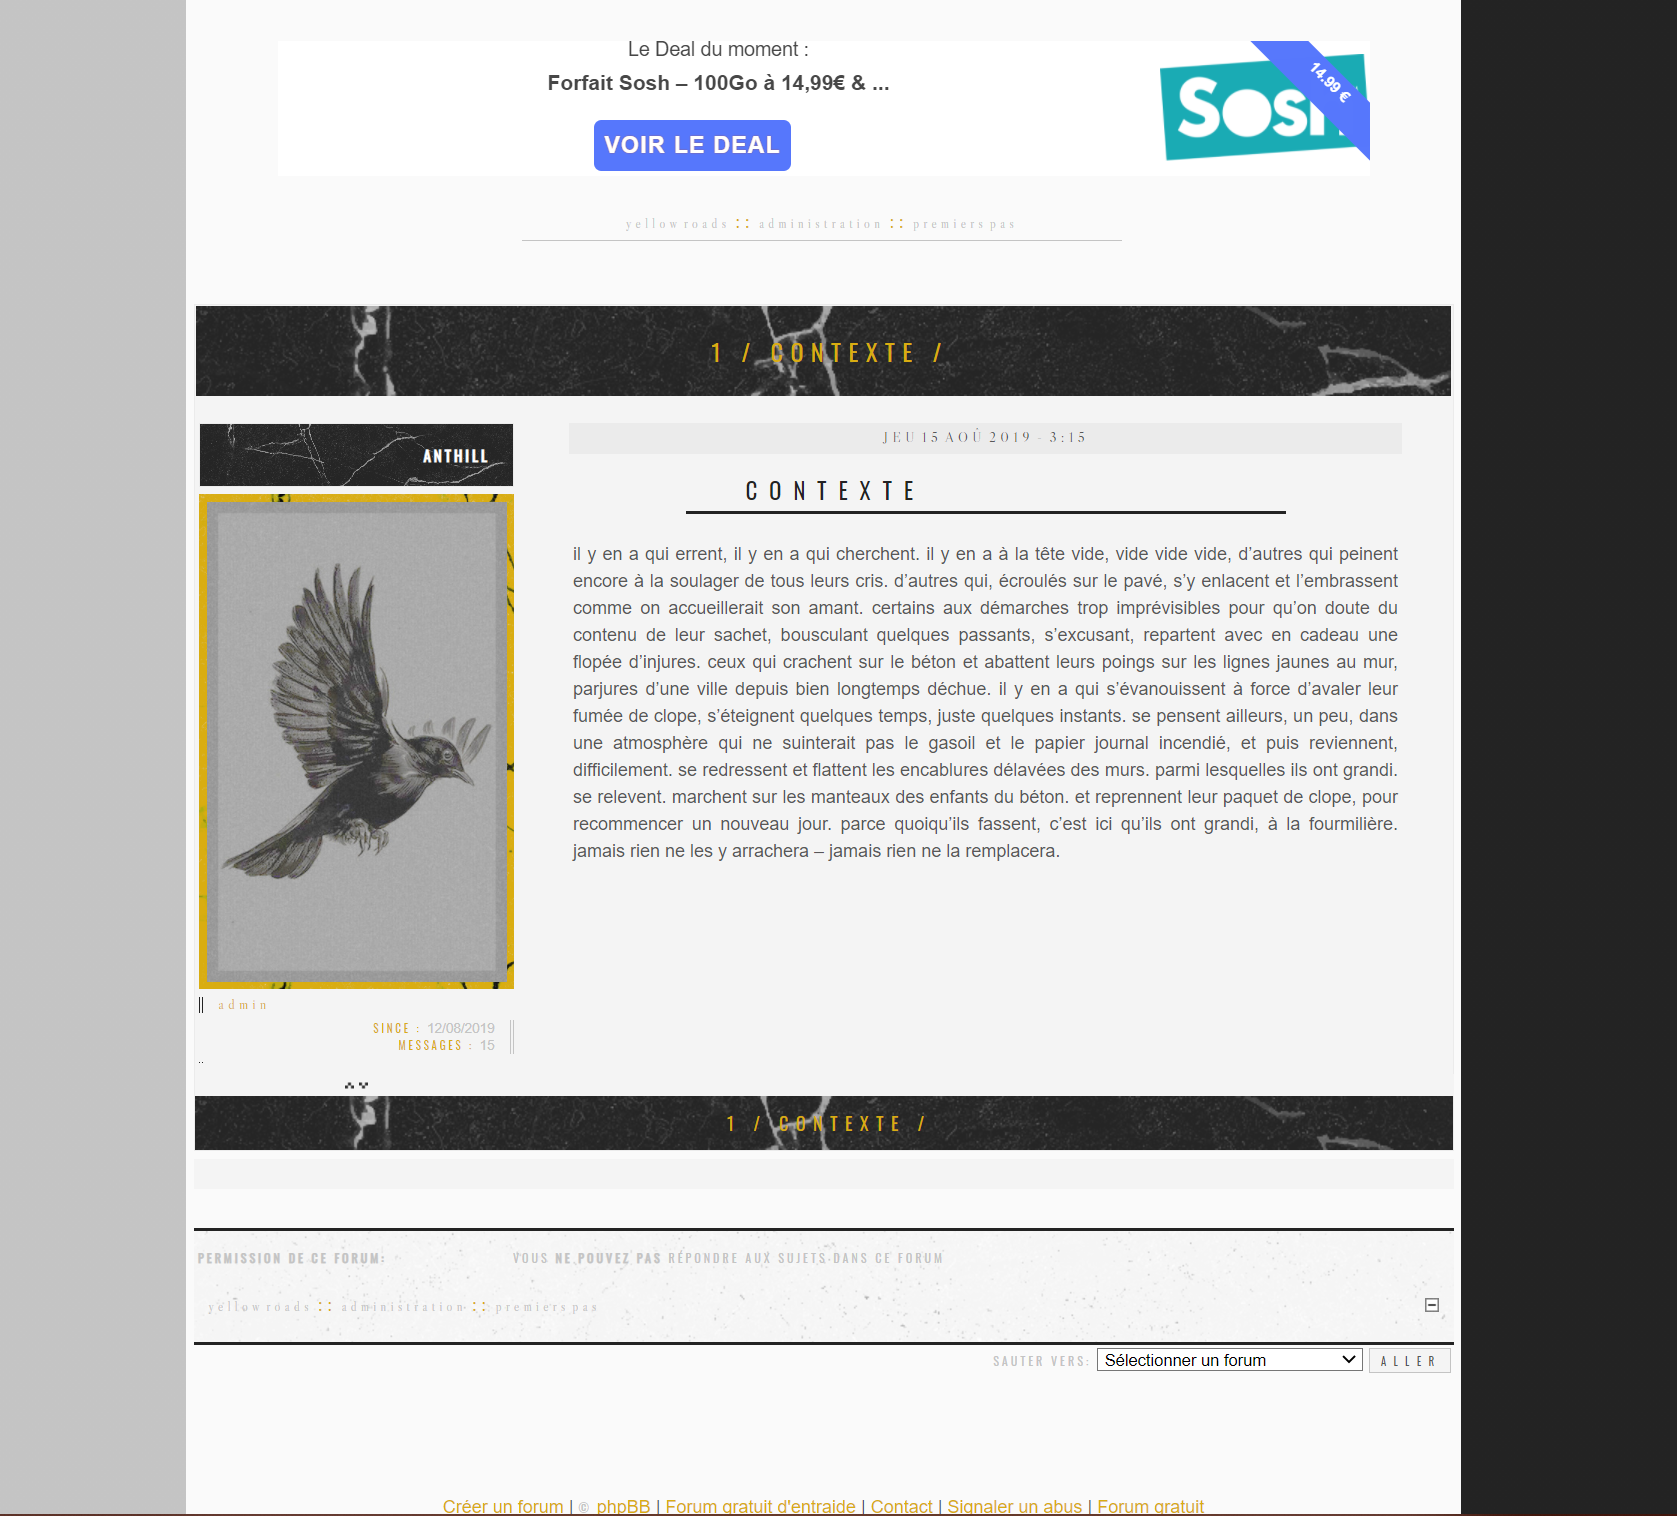 Le Deal du moment :
Forfait Sosh – 100Go à 14,99€ & ...
VOIR LE DEAL
Sosh
14.99 €
yellow roads :: administration :: premiers pas
1 / CONTEXTE /
ANTHILL
JEU 15 AOÛ 2019 - 3:15
CONTEXTE
il y en a qui errent, il y en a qui cherchent. il y en a à la tête vide, vide vide vide, d’autres qui peinent
encore à la soulager de tous leurs cris. d’autres qui, écroulés sur le pavé, s’y enlacent et l’embrassent
comme on accueillerait son amant. certains aux démarches trop imprévisibles pour qu’on doute du
contenu de leur sachet, bousculant quelques passants, s’excusant, repartent avec en cadeau une
flopée d’injures. ceux qui crachent sur le béton et abattent leurs poings sur les lignes jaunes au mur,
parjures d’une ville depuis bien longtemps déchue. il y en a qui s’évanouissent à force d’avaler leur
fumée de clope, s’éteignent quelques temps, juste quelques instants. se pensent ailleurs, un peu, dans
une atmosphère qui ne suinterait pas le gasoil et le papier journal incendié, et puis reviennent,
difficilement. se redressent et flattent les encablures délavées des murs. parmi lesquelles ils ont grandi.
se relevent. marchent sur les manteaux des enfants du béton. et reprennent leur paquet de clope, pour
recommencer un nouveau jour. parce quoiqu’ils fassent, c’est ici qu’ils ont grandi, à la fourmilière.
jamais rien ne les y arrachera – jamais rien ne la remplacera.
admin
SINCE : 12/08/2019
MESSAGES : 15
..
1 / CONTEXTE /
PERMISSION DE CE FORUM: VOUS NE POUVEZ PAS RÉPONDRE AUX SUJETS DANS CE FORUM
yellow roads :: administration :: premiers pas
SAUTER VERS: Sélectionner un forum ALLER
Créer un forum | © phpBB | Forum gratuit d'entraide | Contact | Signaler un abus | Forum gratuit